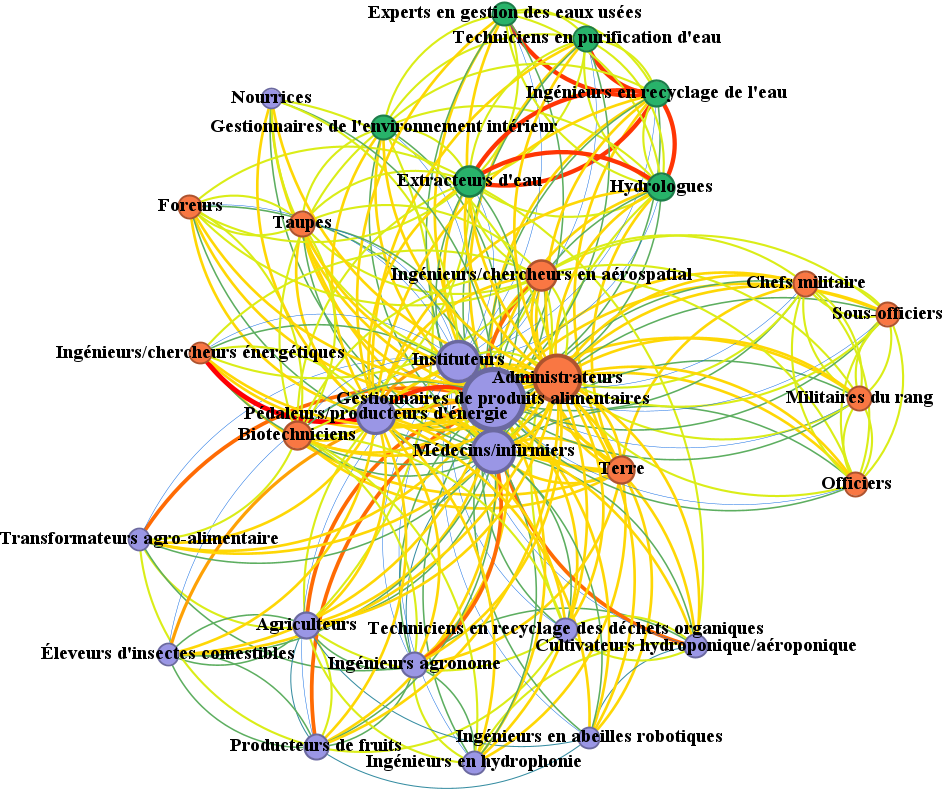 Experts en gestion des eaux usées
Techniciens en purification d'eau
Ingénieurs en recyclage de l'eau
Nourrices
Gestionnaires de l'environnement intérieur
Extracteurs d'eau
Hydrologues
Foreurs
Taupes
Ingénieurs/chercheurs en aérospatial
Chefs militaire
Sous-officiers
Ingénieurs/chercheurs énergétiques
Instituteurs
Administrateurs
Gestionnaires de produits alimentaires
Militaires du rang
Pédaleurs/producteurs d'énergie
Biotechniciens
Médecins/infirmiers
Terre
Officiers
Transformateurs agro-alimentaire
Agriculteurs
Techniciens en recyclage des déchets organiques
Cultivateurs hydroponique/aéroponique
Éleveurs d'insectes comestibles
Ingénieurs agronome
Ingénieurs en abeilles robotiques
Producteurs de fruits
Ingénieurs en hydrophonie